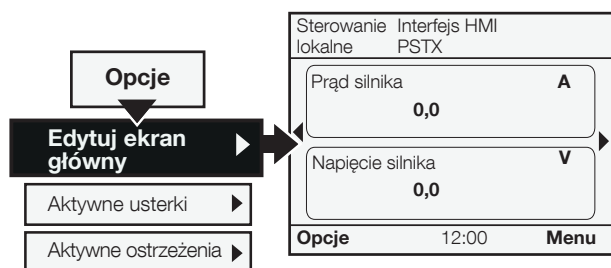 Opcje
Edytuj ekran
główny
Aktywne usterki
Aktywne ostrzeżenia
Sterowanie Interfejs HMI
lokalne PSTX
Prąd silnika A
0,0
Napięcie silnika V
0,0
Opcje 12:00 Menu